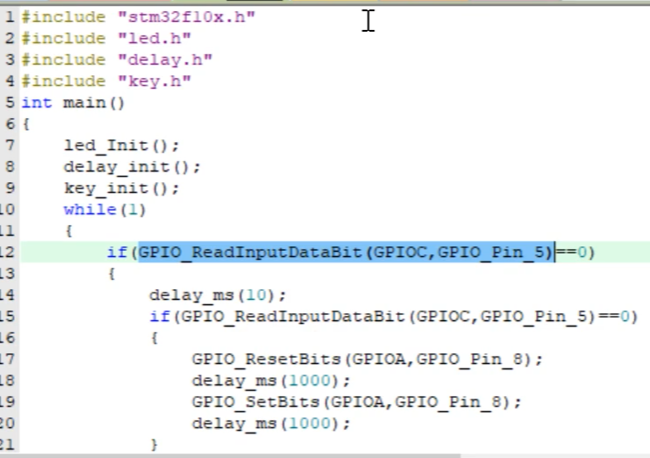 1 #include "stm32f10x.h"
2 #include "led.h"
3 #include "delay.h"
4 #include "key.h"
5 int main()
6 {
7 led_Init();
8 delay_init();
9 key_init();
10 while(1)
11 {
12 if(GPIO_ReadInputDataBit(GPIOC,GPIO_Pin_5)==0)
13 {
14 delay_ms(10);
15 if(GPIO_ReadInputDataBit(GPIOC,GPIO_Pin_5)==0)
16 {
17 GPIO_ResetBits(GPIOA,GPIO_Pin_8);
18 delay_ms(1000);
19 GPIO_SetBits(GPIOA,GPIO_Pin_8);
20 delay_ms(1000);
21 }